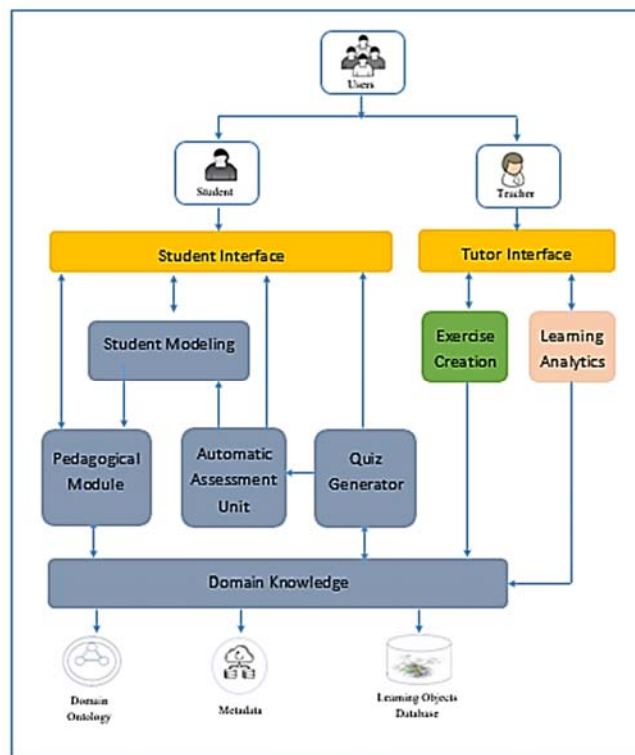 Users
Student
Teacher
Student Interface
Tutor Interface
Student Modeling
Exercise
Creation
Learning
Analytics
Pedagogical
Module
Automatic
Assessment
Unit
Quiz
Generator
Domain Knowledge
Domain
Ontology
Metadata
Learning Objects
Database